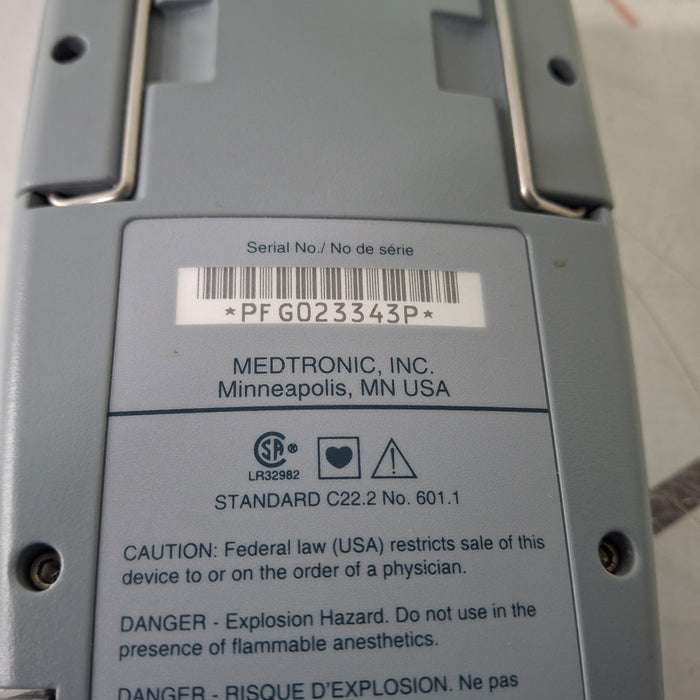 Serial No./ No de série
*PFG023343P*
MEDTRONIC, INC.
Minneapolis, MN USA
SA ®
LR32982
STANDARD C22.2 No. 601.1
CAUTION: Federal law (USA) restricts sale of this
device to or on the order of a physician.
DANGER - Explosion Hazard. Do not use in the
presence of flammable anesthetics.
DANGER - RISQUE D'EXPLOSION. Ne pas